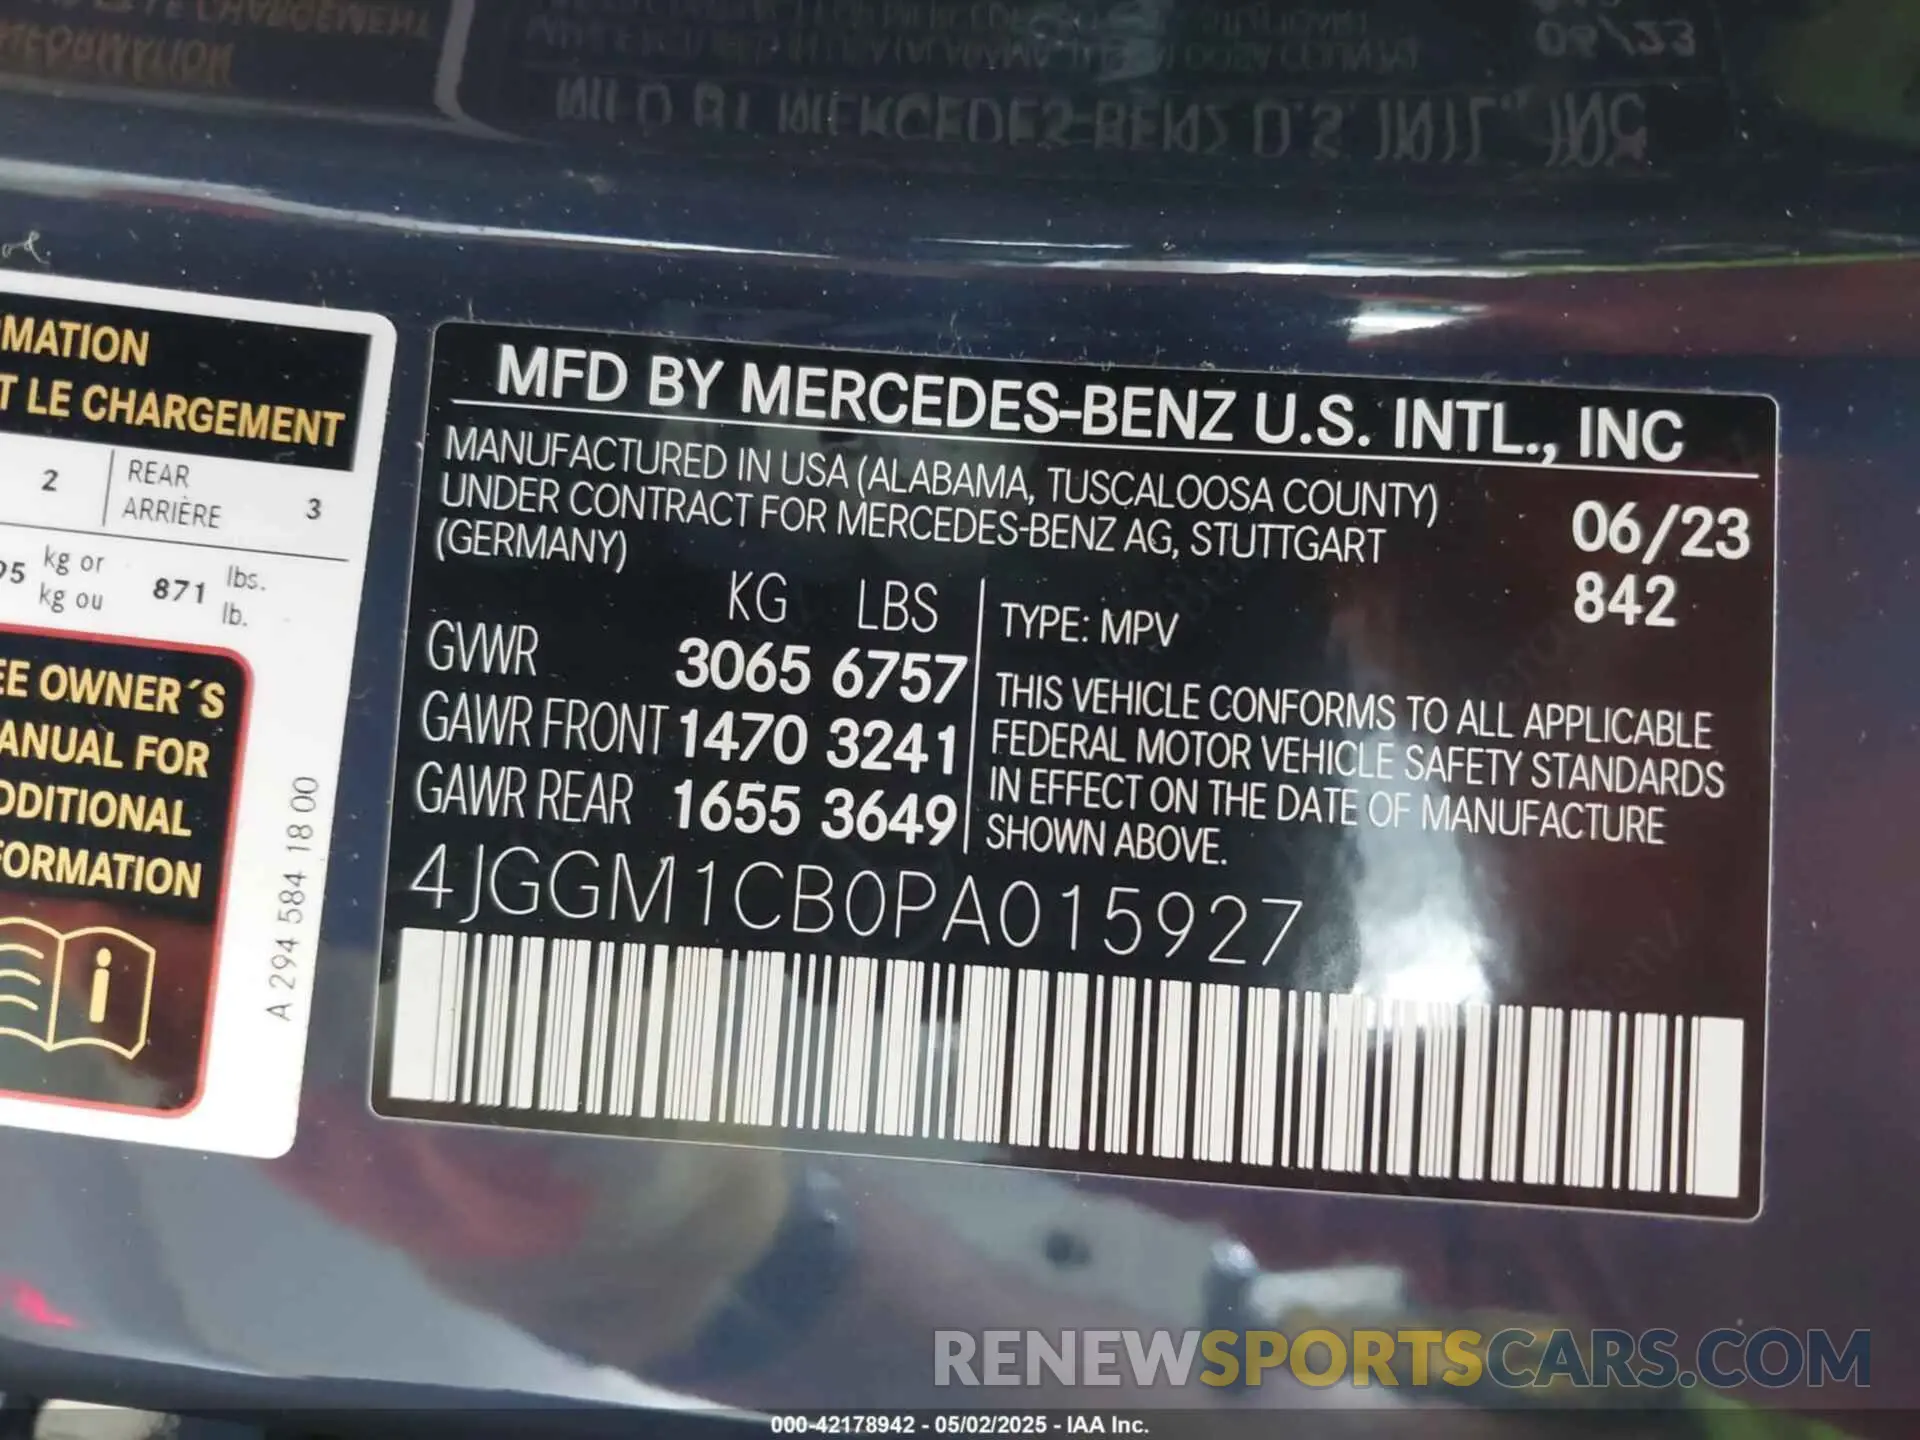 MFD BY MERCEDES-BENZ U.S. INTL., INC
MANUFACTURED IN USA (ALABAMA, TUSCALOOSA COUNTY)
UNDER CONTRACT FOR MERCEDES-BENZ AG, STUTTGART
(GERMANY)
06/23
842
KG LBS
GVWR 3065 6757
GAWR FRONT 1470 3241
GAWR REAR 1655 3649
TYPE: MPV
THIS VEHICLE CONFORMS TO ALL APPLICABLE
FEDERAL MOTOR VEHICLE SAFETY STANDARDS
IN EFFECT ON THE DATE OF MANUFACTURE
SHOWN ABOVE.
4JGGM1CB0PA015927
MATION
T LE CHARGEMENT
2 REAR 3
ARRIÈRE
95 kg or 871 lbs.
kg ou lb.
EE OWNER´S
ANUAL FOR
DDITIONAL
FORMATION
A 294 584 18 00
RENEWSPORTSCARS.COM
000-42178942 - 05/02/2025 - IAA Inc.